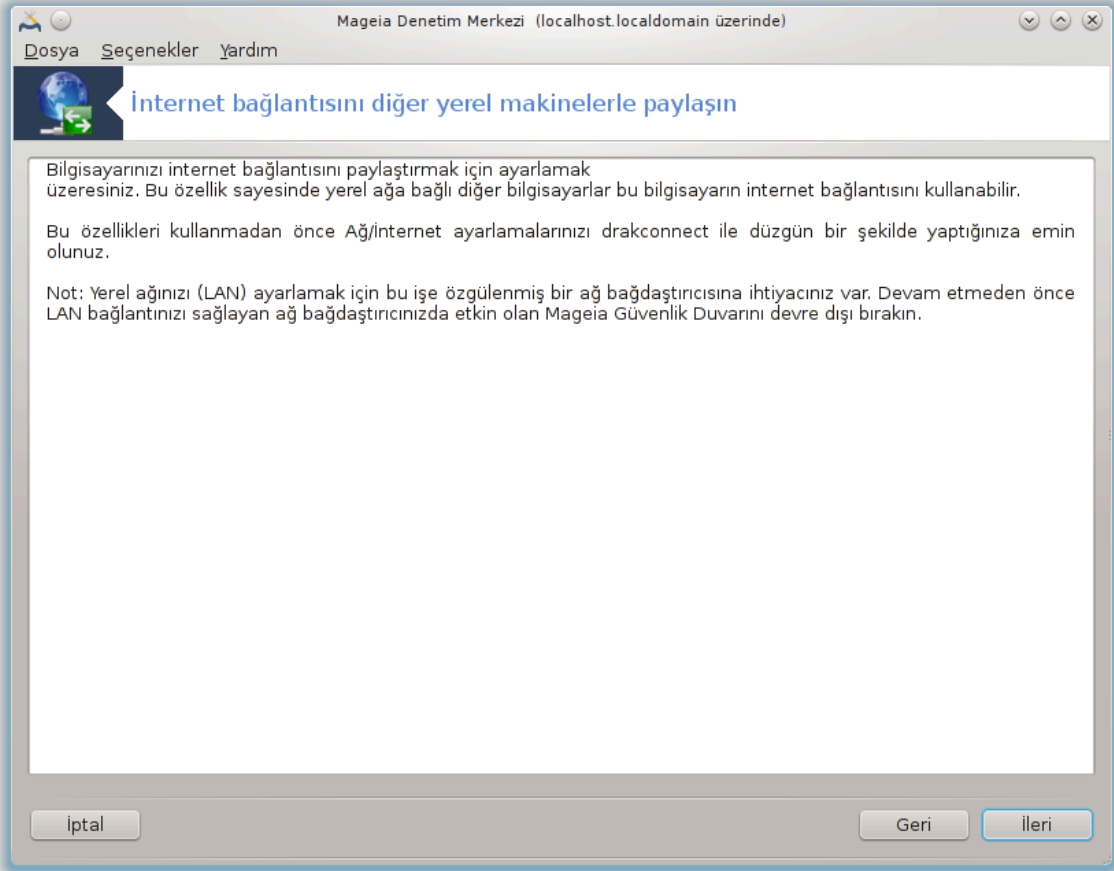 Mageia Denetim Merkezi (localhost.localdomain üzerinde)
Dosya Seçenekler Yardım
İnternet bağlantısını diğer yerel makinelerle paylaşın
Bilgisayarınızı internet bağlantısını paylaştırmak için ayarlamak
üzeresiniz. Bu özellik sayesinde yerel ağa bağlı diğer bilgisayarlar bu bilgisayarın internet bağlantısını kullanabilir.
Bu özellikleri kullanmadan önce Ağ/İnternet ayarlamalarınızı drakconnect ile düzgün bir şekilde yaptığınıza emin
olunuz.
Not: Yerel ağınızı (LAN) ayarlamak için bu işe özgülenmiş bir ağ bağdaştırıcısına ihtiyacınız var. Devam etmeden önce
LAN bağlantınızı sağlayan ağ bağdaştırıcınızda etkin olan Mageia Güvenlik Duvarını devre dışı bırakın.
İptal Geri İleri